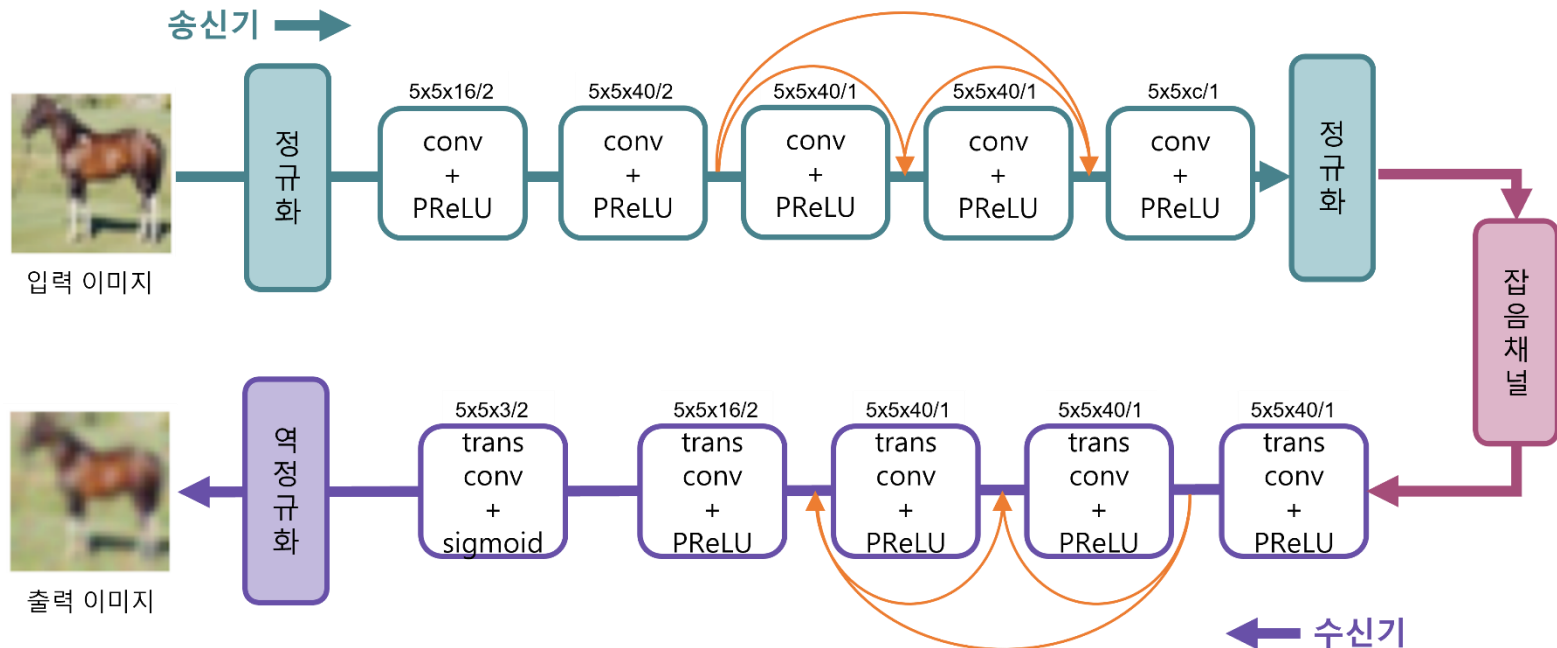 송신기
5x5x16/2
5x5x40/2
5x5x40/1
5x5x40/1
5x5xc/1
정규화
conv
+
PReLU
conv
+
PReLU
conv
+
PReLU
conv
+
PReLU
conv
+
PReLU
정규화
입력 이미지
잡음채널
5x5x3/2
5x5x16/2
5x5x40/1
5x5x40/1
5x5x40/1
역정규화
trans
conv
+
sigmoid
trans
conv
+
PReLU
trans
conv
+
PReLU
trans
conv
+
PReLU
trans
conv
+
PReLU
출력 이미지
수신기